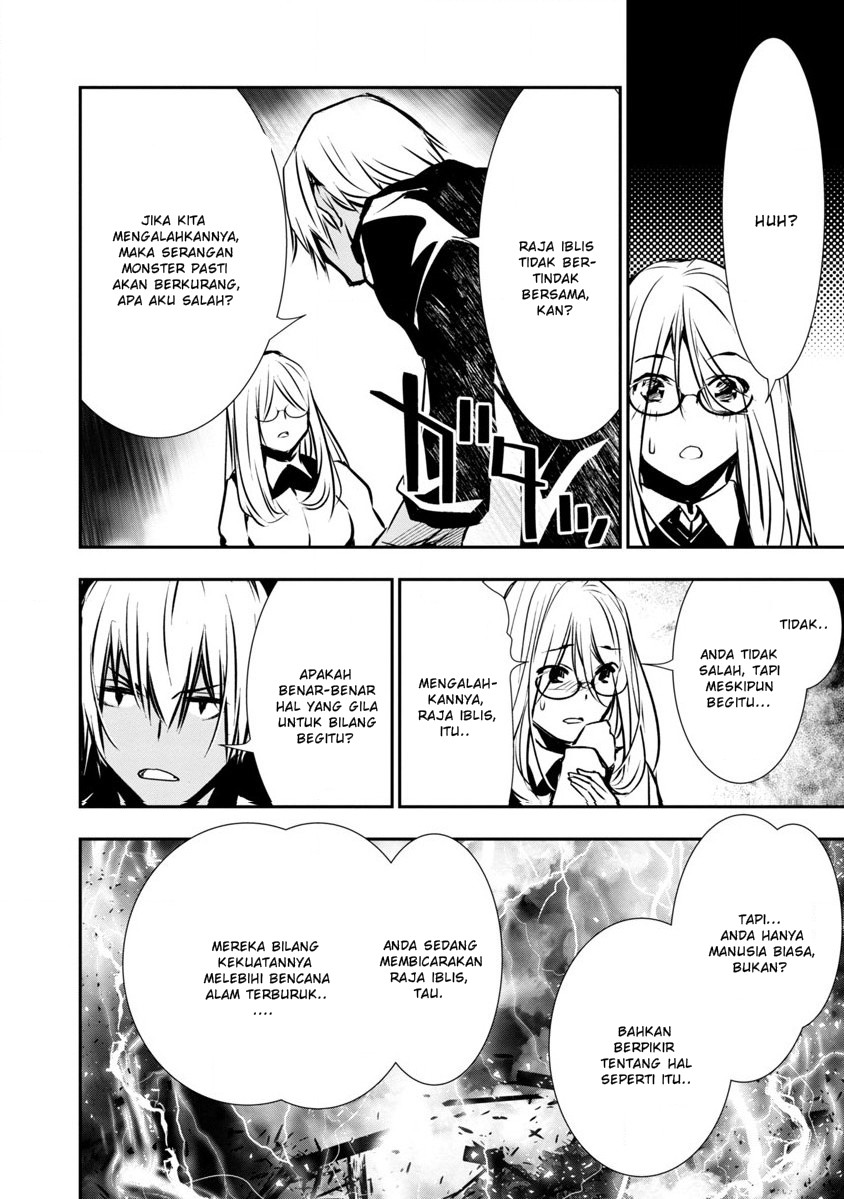 HUH?
RAJA IBLIS
TIDAK BER-
TINDAK
BERSAMA,
KAN?
ガタッ
JIKA KITA
MENGALAHKANNYA,
MAKA SERANGAN
MONSTER PASTI
AKAN BERKURANG,
APA AKU SALAH?
TIDAK..
ANDA TIDAK
SALAH, TAPI
MESKIPUN
BEGITU...
MENGALAH-
KANNYA,
RAJA IBLIS,
ITU..
APAKAH
BENAR-BENAR
HAL YANG GILA
UNTUK BILANG
BEGITU?
TAPI...
ANDA HANYA
MANUSIA BIASA,
BUKAN?
BAHKAN
BERPIKIR
TENTANG HAL
SEPERTI ITU..
ANDA SEDANG
MEMBICARAKAN
RAJA IBLIS,
TAU.
MEREKA BILANG
KEKUATANNYA
MELEBIHI BENCANA
ALAM TERBURUK..
....